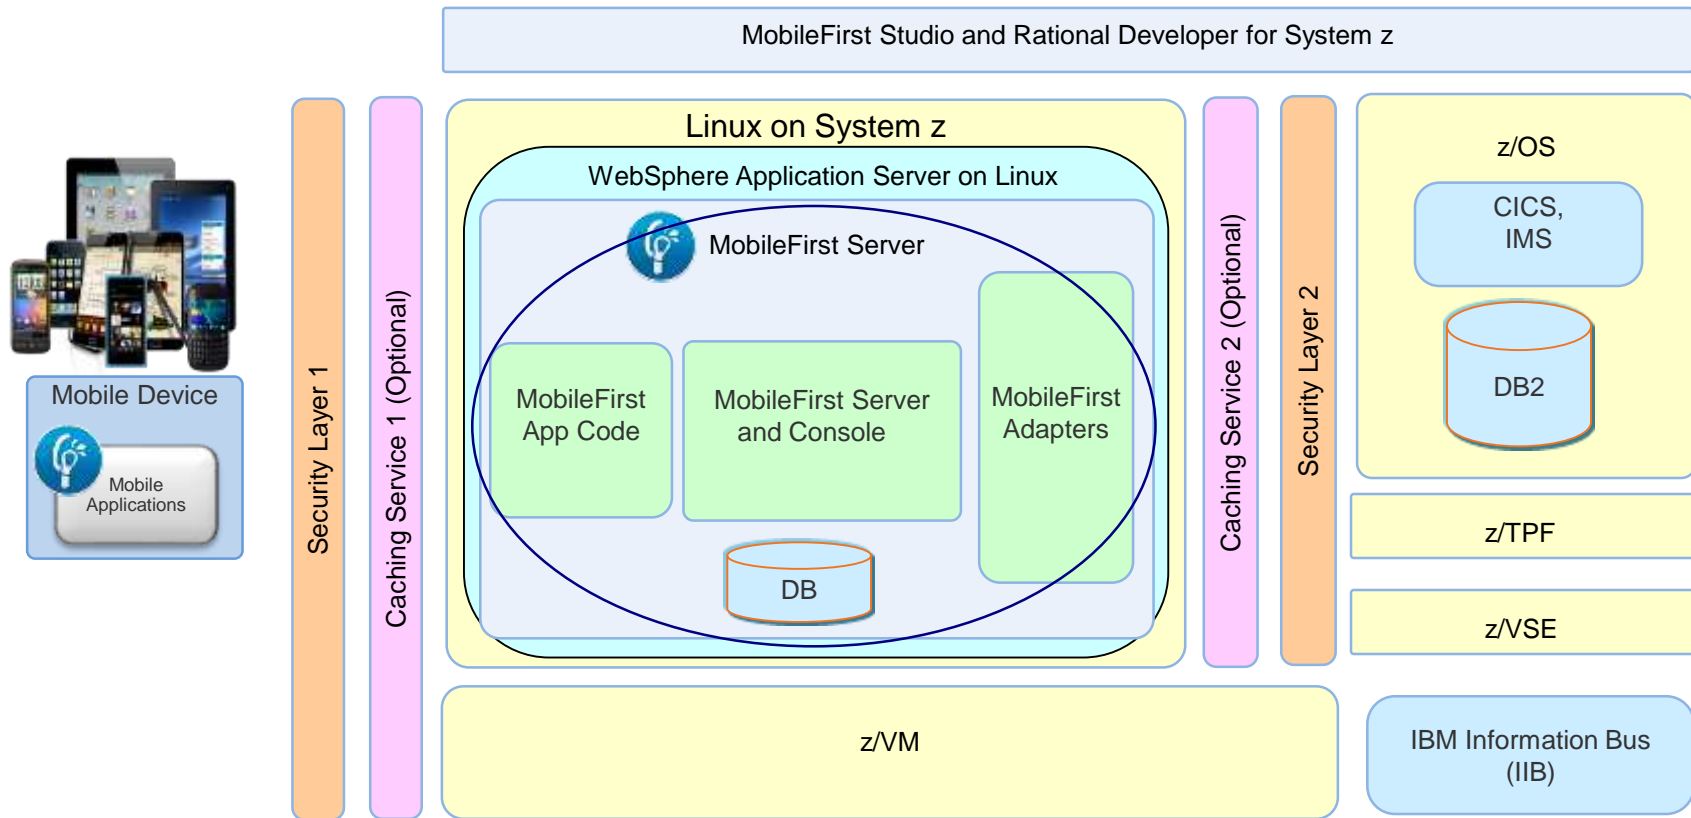 MobileFirst Studio and Rational Developer for System z
Linux on System z
WebSphere Application Server on Linux
MobileFirst Server
MobileFirst
App Code
MobileFirst Server
and Console
MobileFirst
Adapters
DB
Mobile Device
Mobile
Applications
Security Layer 1
Caching Service 1 (Optional)
Caching Service 2 (Optional)
Security Layer 2
z/OS
CICS,
IMS
DB2
z/TPF
z/VSE
z/VM
IBM Information Bus
(IIB)